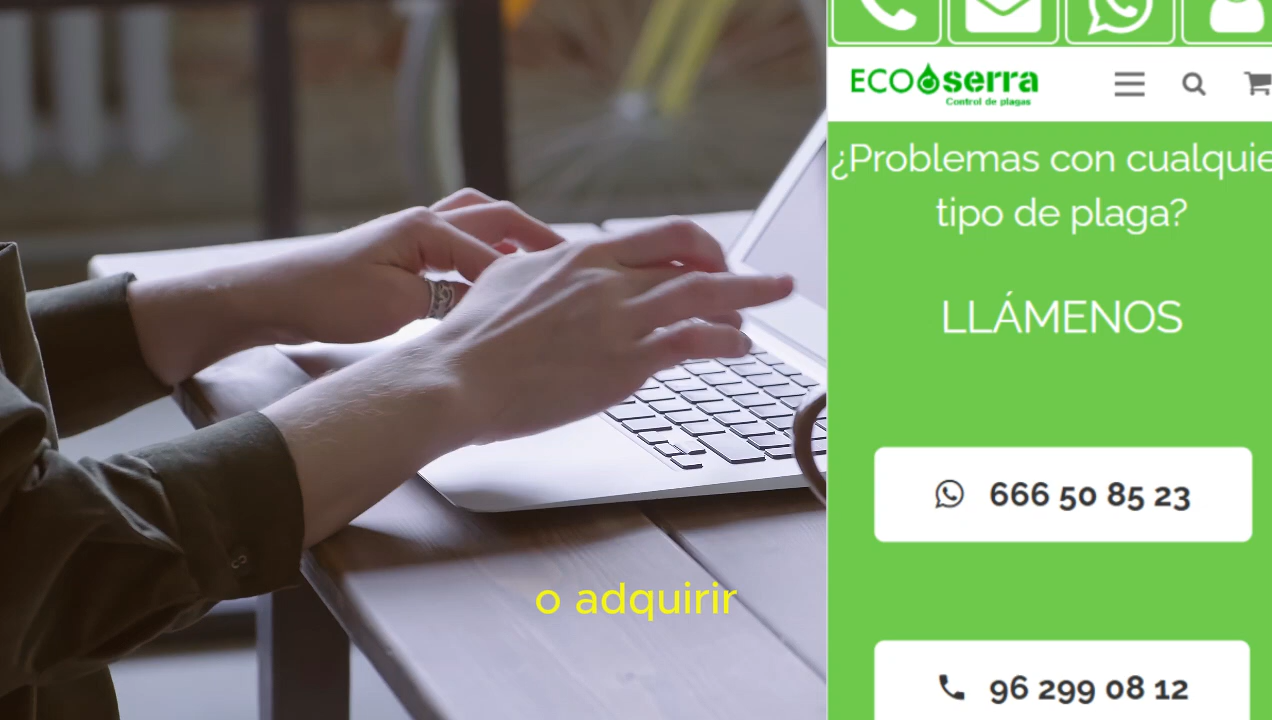 ECO serra
Control de plagas
¿Problemas con cualquie
tipo de plaga?
LLÁMENOS
666 50 85 23
96 299 08 12
o adquirir